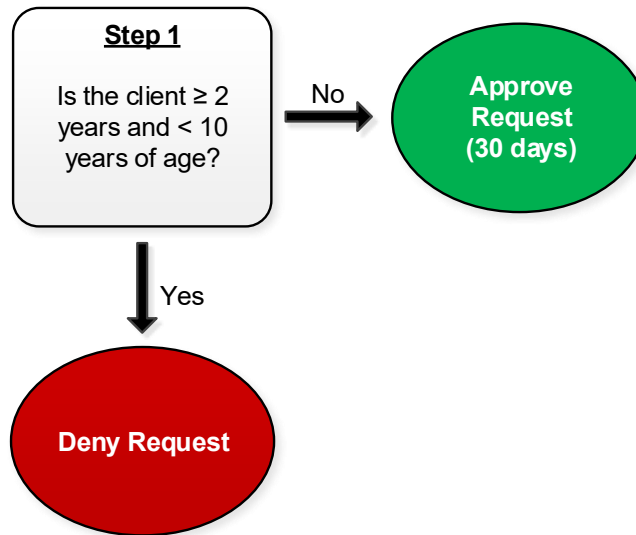 Step 1
Is the client ≥ 2
years and < 10
years of age?
No
Approve
Request
(30 days)
Yes
Deny Request